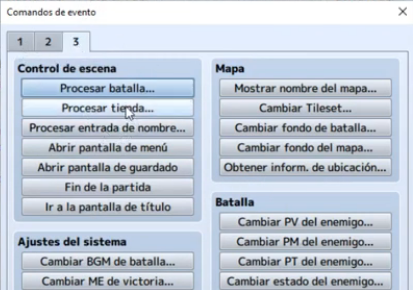 Comandos de evento
1 2 3
Control de escena
Procesar batalla...
Procesar tienda...
Procesar entrada de nombre...
Abrir pantalla de menú
Abrir pantalla de guardado
Fin de la partida
Ir a la pantalla de título
Ajustes del sistema
Cambiar BGM de batalla...
Cambiar ME de victoria...
Mapa
Mostrar nombre del mapa...
Cambiar Tileset...
Cambiar fondo de batalla...
Cambiar fondo del mapa...
Obtener inform. de ubicación...
Batalla
Cambiar PV del enemigo...
Cambiar PM del enemigo...
Cambiar PT del enemigo...
Cambiar estado del enemigo...